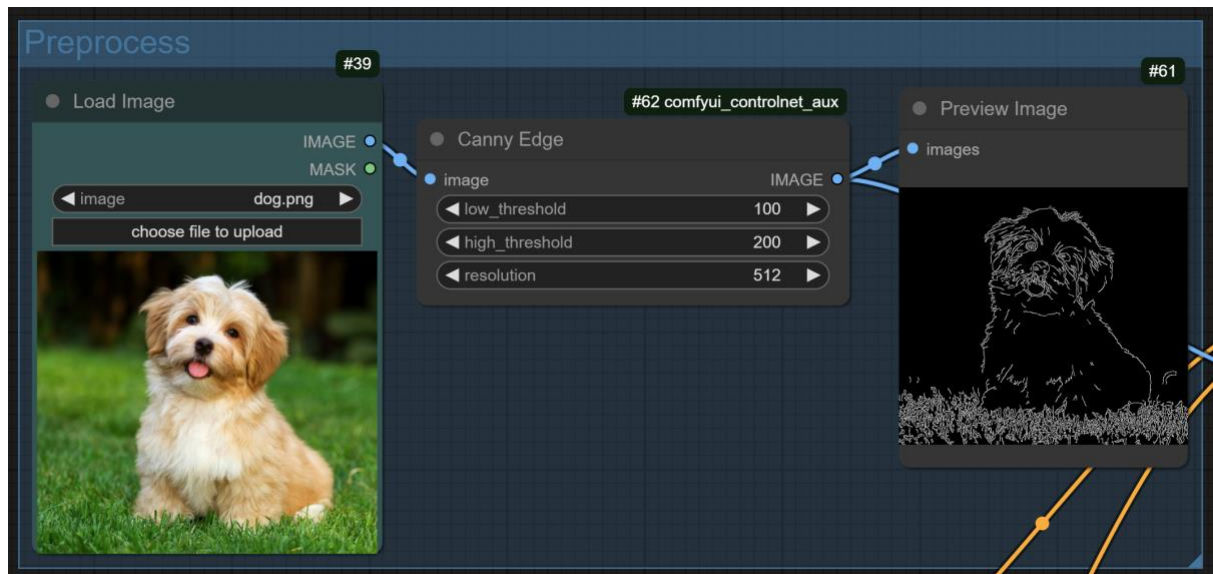 Preprocess
#39
Load Image
IMAGE
MASK
image dog.png
choose file to upload
#62 comfyui_controlnet_aux
Canny Edge
image IMAGE
low_threshold 100
high_threshold 200
resolution 512
#61
Preview Image
images